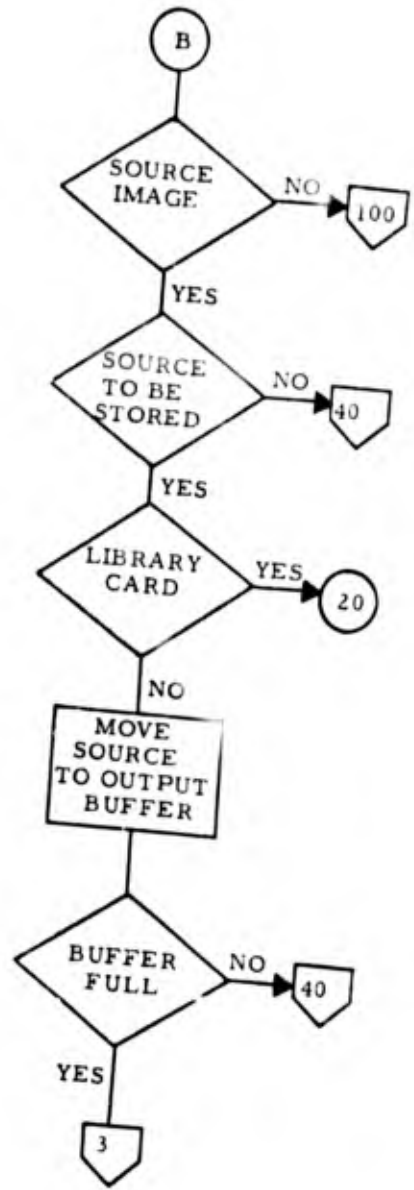 B
SOURCE
IMAGE
NO
100
YES
SOURCE
TO BE
STORED
NO
40
YES
LIBRARY
CARD
YES
20
NO
MOVE
SOURCE
TO OUTPUT
BUFFER
BUFFER
FULL
NO
40
YES
3